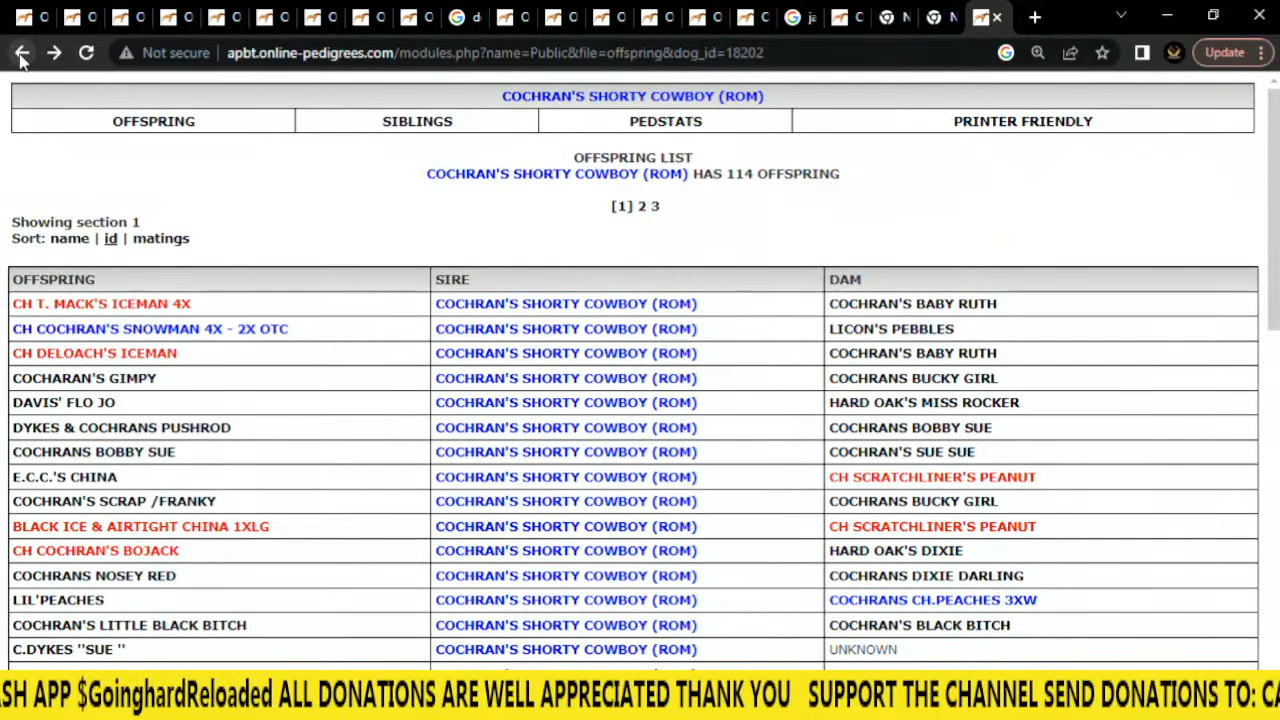 Not secure apbt.online-pedigrees.com/modules.php?name=Public&file=offspring&dog_id=18202 Update
COCHRAN'S SHORTY COWBOY (ROM)
OFFSPRING SIBLINGS PEDSTATS PRINTER FRIENDLY
OFFSPRING LIST
COCHRAN'S SHORTY COWBOY (ROM) HAS 114 OFFSPRING
[1] 2 3
Showing section 1
Sort: name | id | matings
OFFSPRING SIRE DAM
CH T. MACK'S ICEMAN 4X COCHRAN'S SHORTY COWBOY (ROM) COCHRAN'S BABY RUTH
CH COCHRAN'S SNOWMAN 4X - 2X OTC COCHRAN'S SHORTY COWBOY (ROM) LICON'S PEBBLES
CH DELOACH'S ICEMAN COCHRAN'S SHORTY COWBOY (ROM) COCHRAN'S BABY RUTH
COCHARAN'S GIMPY COCHRAN'S SHORTY COWBOY (ROM) COCHRANS BUCKY GIRL
DAVIS' FLO JO COCHRAN'S SHORTY COWBOY (ROM) HARD OAK'S MISS ROCKER
DYKES & COCHRANS PUSHROD COCHRAN'S SHORTY COWBOY (ROM) COCHRANS BOBBY SUE
COCHRANS BOBBY SUE COCHRAN'S SHORTY COWBOY (ROM) COCHRAN'S SUE SUE
E.C.C.'S CHINA COCHRAN'S SHORTY COWBOY (ROM) CH SCRATCHLINER'S PEANUT
COCHRAN'S SCRAP /FRANKY COCHRAN'S SHORTY COWBOY (ROM) COCHRANS BUCKY GIRL
BLACK ICE & AIRTIGHT CHINA 1XLG COCHRAN'S SHORTY COWBOY (ROM) CH SCRATCHLINER'S PEANUT
CH COCHRAN'S BOJACK COCHRAN'S SHORTY COWBOY (ROM) HARD OAK'S DIXIE
COCHRANS NOSEY RED COCHRAN'S SHORTY COWBOY (ROM) COCHRANS DIXIE DARLING
LIL'PEACHES COCHRAN'S SHORTY COWBOY (ROM) COCHRANS CH.PEACHES 3XW
COCHRAN'S LITTLE BLACK BITCH COCHRAN'S SHORTY COWBOY (ROM) COCHRAN'S BLACK BITCH
C.DYKES "SUE " COCHRAN'S SHORTY COWBOY (ROM) UNKNOWN
SH APP $GoinghardReloaded ALL DONATIONS ARE WELL APPRECIATED THANK YOU SUPPORT THE CHANNEL SEND DONATIONS TO: CA